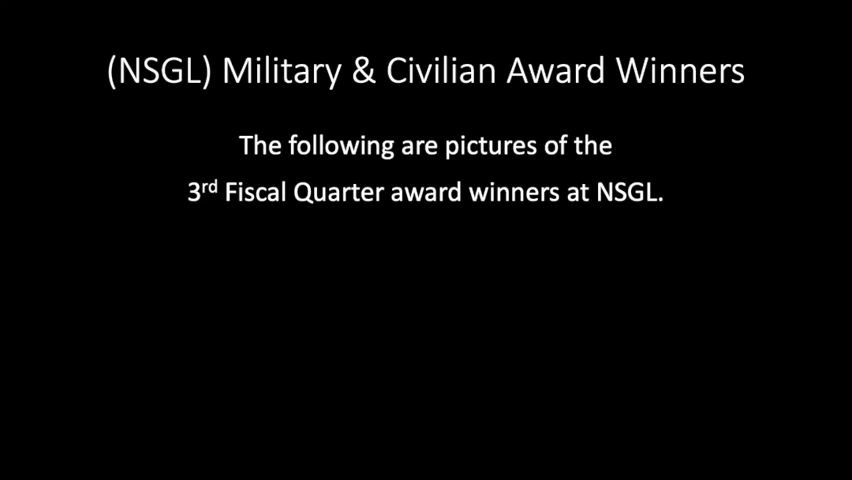 (NSGL) Military & Civilian Award Winners
The following are pictures of the
3rd Fiscal Quarter award winners at NSGL.